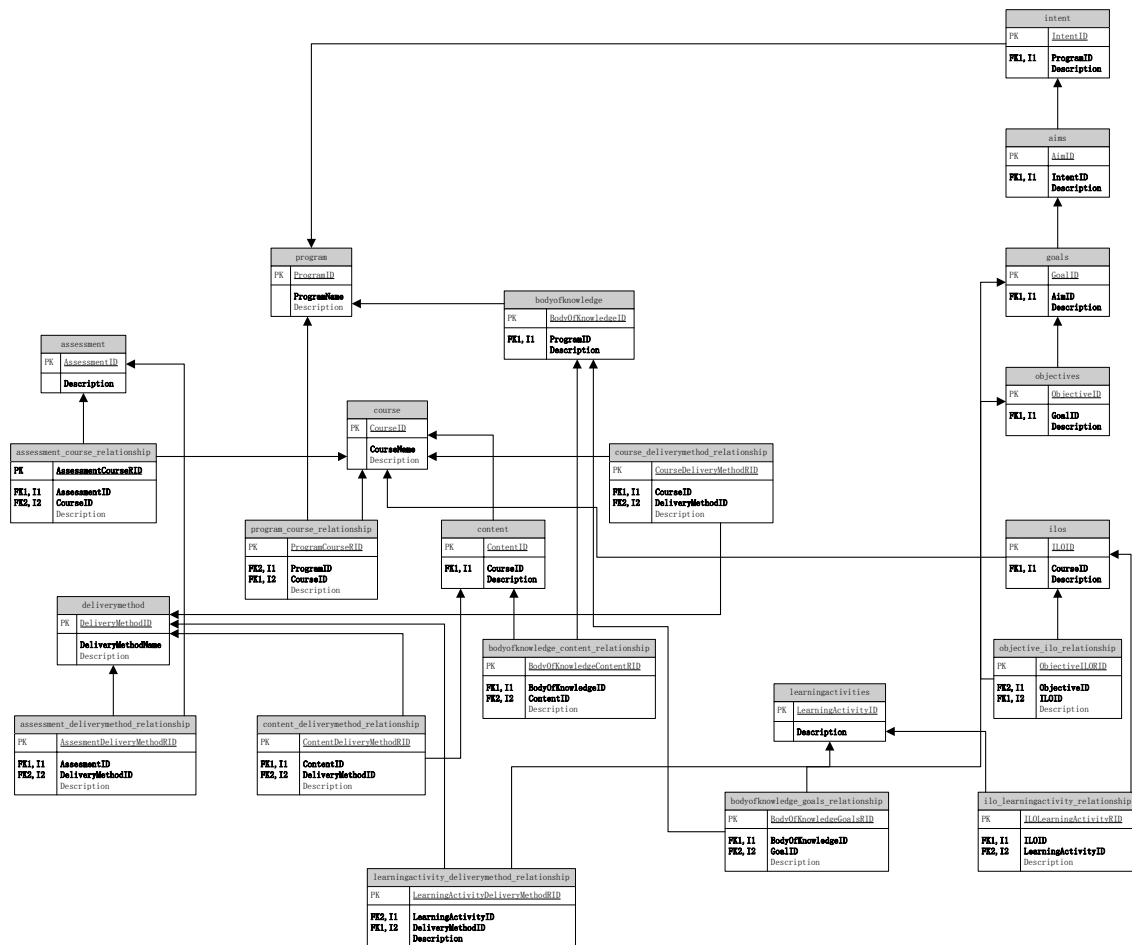 intent
PK IntentID
FK1,I1 ProgramID
Description
aims
PK AimID
FK1,I1 IntentID
Description
program
PK ProgramID
ProgramName
Description
goals
PK GoalID
FK1,I1 AimID
Description
bodyofknowledge
PK BodyOfKnowledgeID
FK1,I1 ProgramID
Description
assessment
PK AssessmentID
Description
objectives
PK ObjectiveID
FK1,I1 GoalID
Description
course
PK CourseID
CourseName
Description
assessment_course_relationship
PK AssessmentCourseRID
FK1,I1 AssessmentID
FK2,I2 CourseID
Description
course_deliverymethod_relationship
PK CourseDeliveryMethodRID
FK1,I1 CourseID
FK2,I2 DeliveryMethodID
Description
program_course_relationship
PK ProgramCourseRID
FK2,I1 ProgramID
FK1,I2 CourseID
Description
content
PK ContentID
FK1,I1 CourseID
Description
ilos
PK ILOID
FK1,I1 CourseID
Description
deliverymethod
PK DeliveryMethodID
DeliveryMethodName
Description
bodyofknowledge_content_relationship
PK BodyOfKnowledgeContentRID
FK1,I1 BodyOfKnowledgeID
FK2,I2 ContentID
Description
objective_ilo_relationship
PK ObjectiveILORID
FK2,I1 ObjectiveID
FK1,I2 ILOID
Description
learningactivities
PK LearningActivityID
Description
assessment_deliverymethod_relationship
PK AssesmentDeliveryMethodRID
FK1,I1 AssesmentID
FK2,I2 DeliveryMethodID
Description
content_deliverymethod_relationship
PK ContentDeliveryMethodRID
FK1,I1 ContentID
FK2,I2 DeliveryMethodID
Description
bodyofknowledge_goals_relationship
PK BodyOfKnowledgeGoalsRID
FK1,I1 BodyOfKnowledgeID
FK2,I2 GoalID
Description
ilo_learningactivity_relationship
PK ILOLearningActivityRID
FK1,I1 ILOID
FK2,I2 LearningActivityID
Description
learningactivity_deliverymethod_relationship
PK LearningActivityDeliveryMethodRID
FK2,I1 LearningActivityID
FK1,I2 DeliveryMethodID
Description